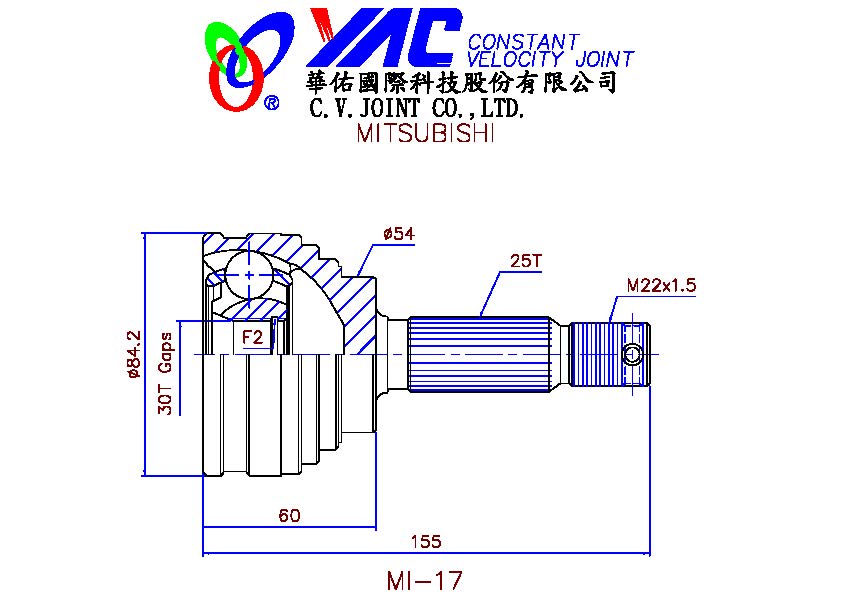 YAC CONSTANT
VELOCITY JOINT
®
華佑國際科技股份有限公司
C.V.JOINT CO.,LTD.
MITSUBISHI
ø54
25T
M22x1.5
F2
ø84.2
30T Gaps
60
155
MI-17